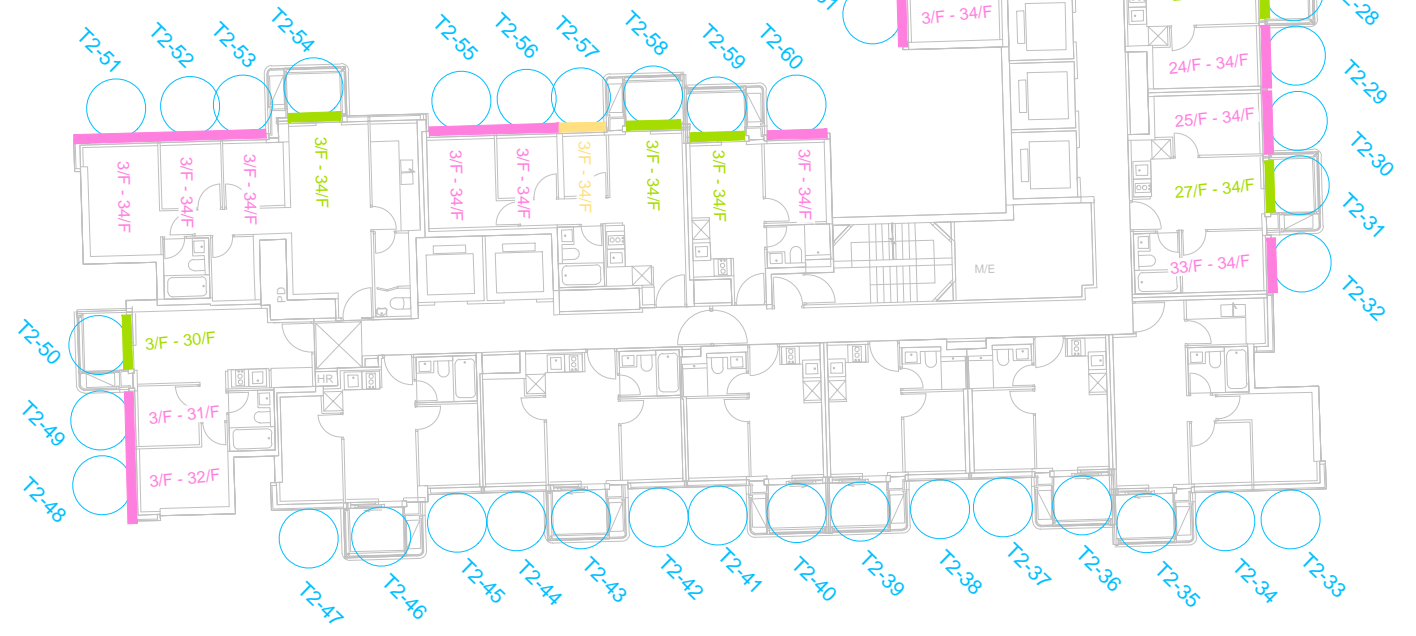 T2-51
T2-52
T2-53
T2-54
T2-55
T2-56
T2-57
T2-58
T2-59
T2-60
3/F - 34/F
24/F - 34/F
25/F - 34/F
27/F - 34/F
33/F - 34/F
T2-29
T2-30
T2-31
T2-32
3/F - 34/F
3/F - 34/F
3/F - 34/F
3/F - 34/F
3/F - 34/F
3/F - 34/F
3/F - 34/F
3/F - 34/F
3/F - 34/F
3/F - 34/F
M/E
PD
HR
T2-50
3/F - 30/F
T2-49
3/F - 31/F
T2-48
3/F - 32/F
T2-47
T2-46
T2-45
T2-44
T2-43
T2-42
T2-41
T2-40
T2-39
T2-38
T2-37
T2-36
T2-35
T2-34
T2-33